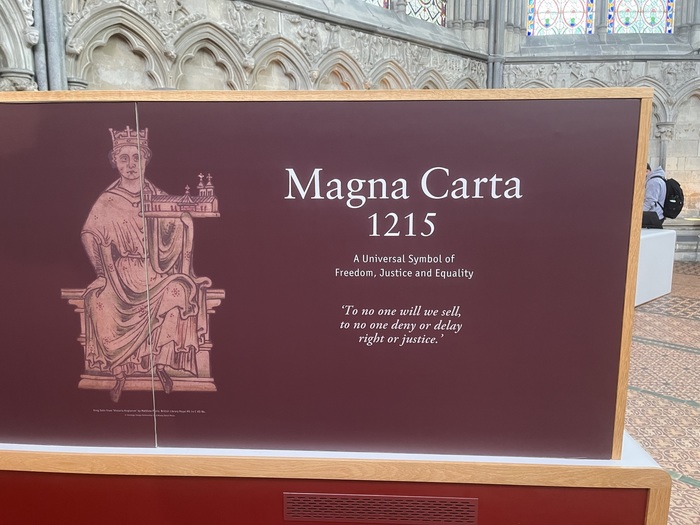 Magna Carta
1215
A Universal Symbol of
Freedom, Justice and Equality
‘To no one will we sell,
to no one deny or delay
right or justice.’